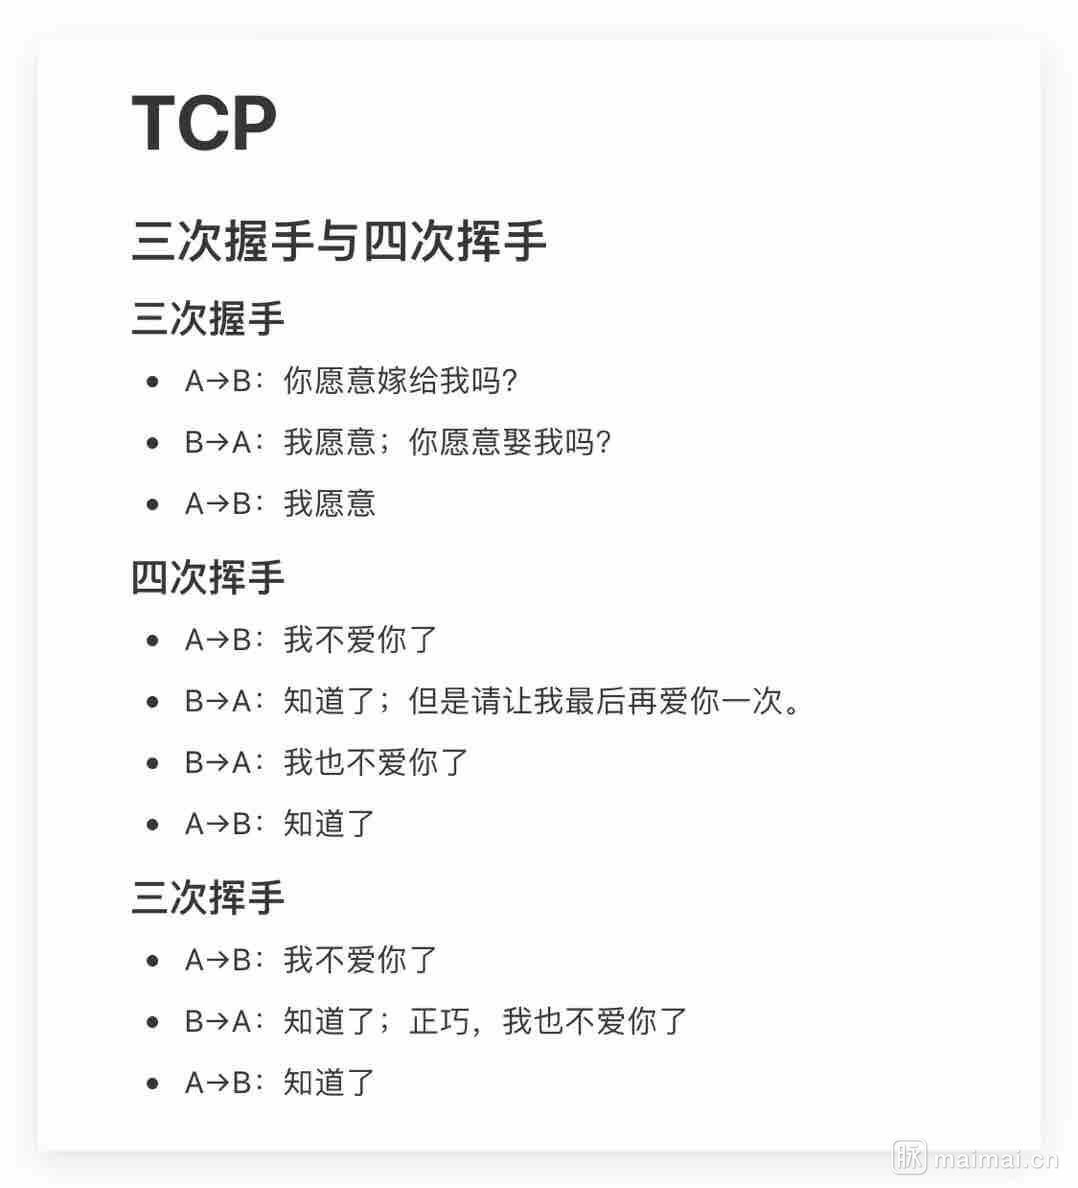 TCP
三次握手与四次挥手
三次握手
• A→B：你愿意嫁给我吗？
• B→A：我愿意；你愿意娶我吗？
• A→B：我愿意
四次挥手
• A→B：我不爱你了
• B→A：知道了；但是请让我最后再爱你一次。
• B→A：我也不爱你了
• A→B：知道了
三次挥手
• A→B：我不爱你了
• B→A：知道了；正巧，我也不爱你了
• A→B：知道了
脉 maimai.cn